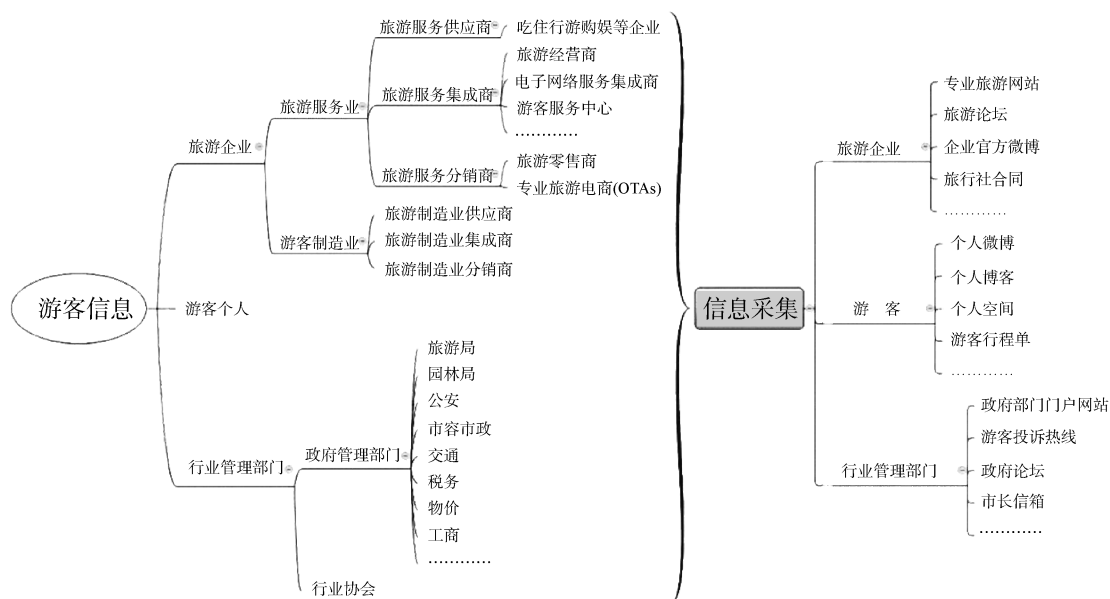 游客信息
旅游企业
旅游服务业
旅游服务供应商
吃住行游购娱等企业
旅游服务集成商
旅游经营商
电子网络服务集成商
游客服务中心
…………
旅游服务分销商
旅游零售商
专业旅游电商(OTAs)
游客制造业
旅游制造业供应商
旅游制造业集成商
旅游制造业分销商
游客个人
行业管理部门
政府管理部门
旅游局
园林局
公安
市容市政
交通
税务
物价
工商
…………
行业协会
信息采集
旅游企业
专业旅游网站
旅游论坛
企业官方微博
旅行社合同
…………
游 客
个人微博
个人博客
个人空间
游客行程单
…………
行业管理部门
政府部门门户网站
游客投诉热线
政府论坛
市长信箱
…………